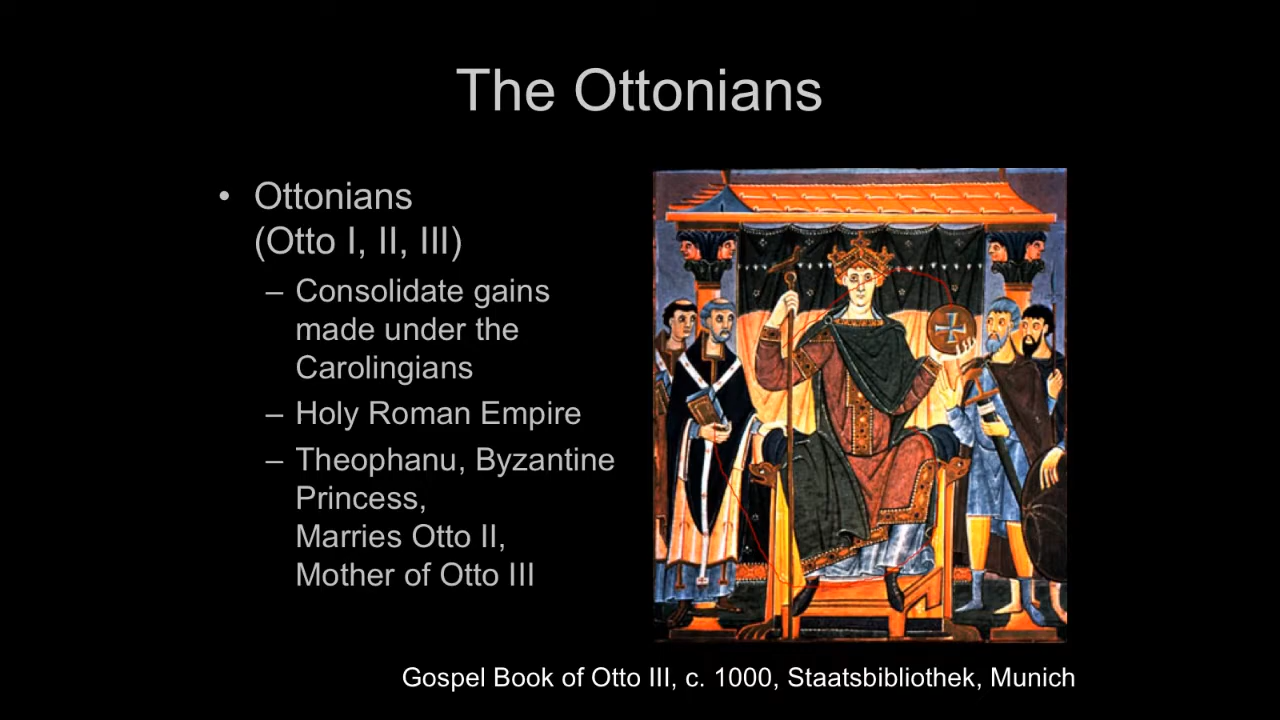 The Ottonians
• Ottonians
(Otto I, II, III)
– Consolidate gains
made under the
Carolingians
– Holy Roman Empire
– Theophanu, Byzantine
Princess,
Marries Otto II,
Mother of Otto III
Gospel Book of Otto III, c. 1000, Staatsbibliothek, Munich